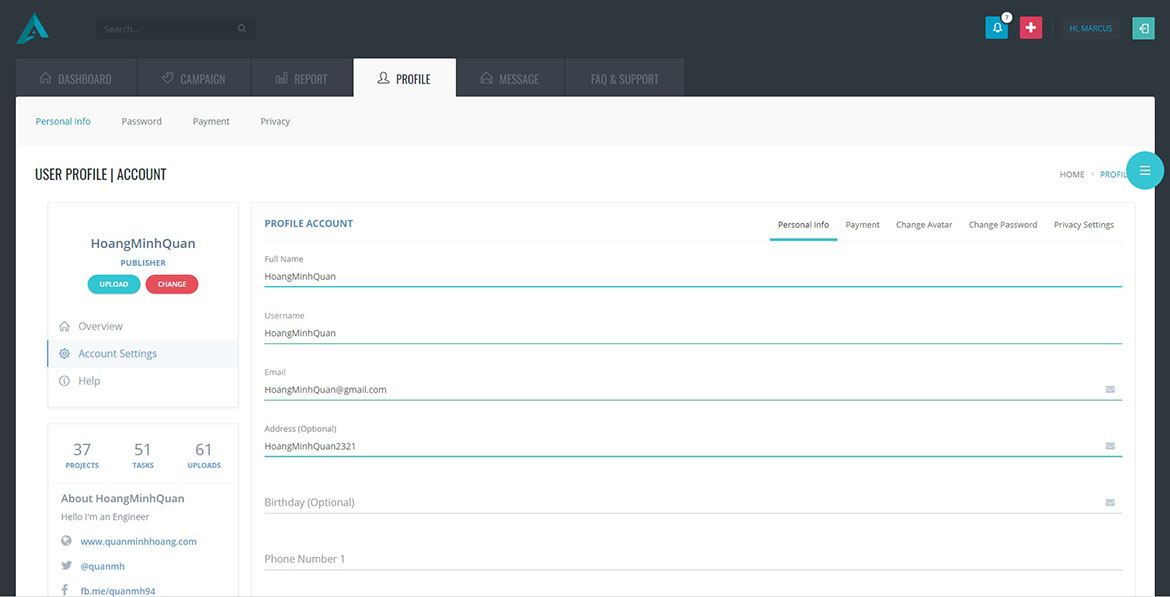 Search...
7
HI, MARCUS
DASHBOARD
CAMPAIGN
REPORT
PROFILE
MESSAGE
FAQ & SUPPORT
Personal Info
Password
Payment
Privacy
USER PROFILE | ACCOUNT
HOME
HoangMinhQuan
PUBLISHER
UPLOAD
CHANGE
Overview
Account Settings
Help
37
51
61
PROJECTS
TASKS
UPLOADS
About HoangMinhQuan
Hello I'm an Engineer
www.quanminhhoang.com
@quanmh
fb.me/quanmh94
PROFILE ACCOUNT
Personal Info
Payment
Change Avatar
Change Password
Privacy Settings
Full Name
HoangMinhQuan
Username
HoangMinhQuan
Email
HoangMinhQuan@gmail.com
Address (Optional)
HoangMinhQuan2321
Birthday (Optional)
Phone Number 1